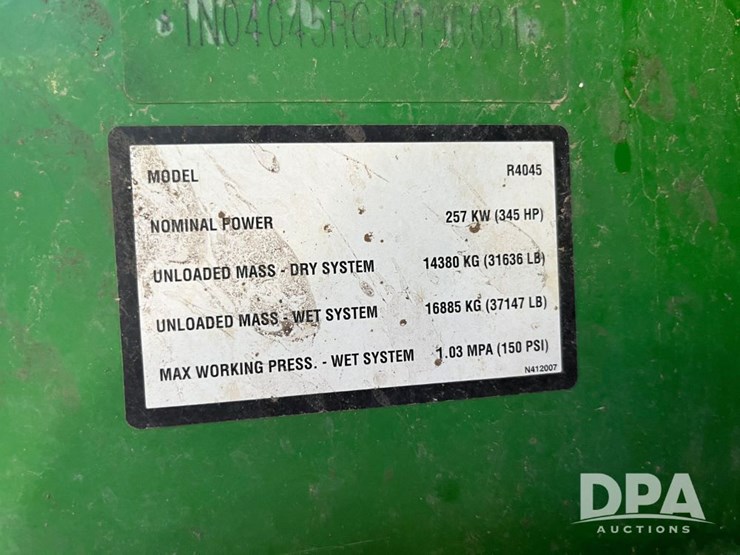 MODEL R4045
NOMINAL POWER 257 KW (345 HP)
UNLOADED MASS - DRY SYSTEM 14380 KG (31636 LB)
UNLOADED MASS - WET SYSTEM 16885 KG (37147 LB)
MAX WORKING PRESS. - WET SYSTEM 1.03 MPA (150 PSI)
N412007
DPA
AUCTIONS